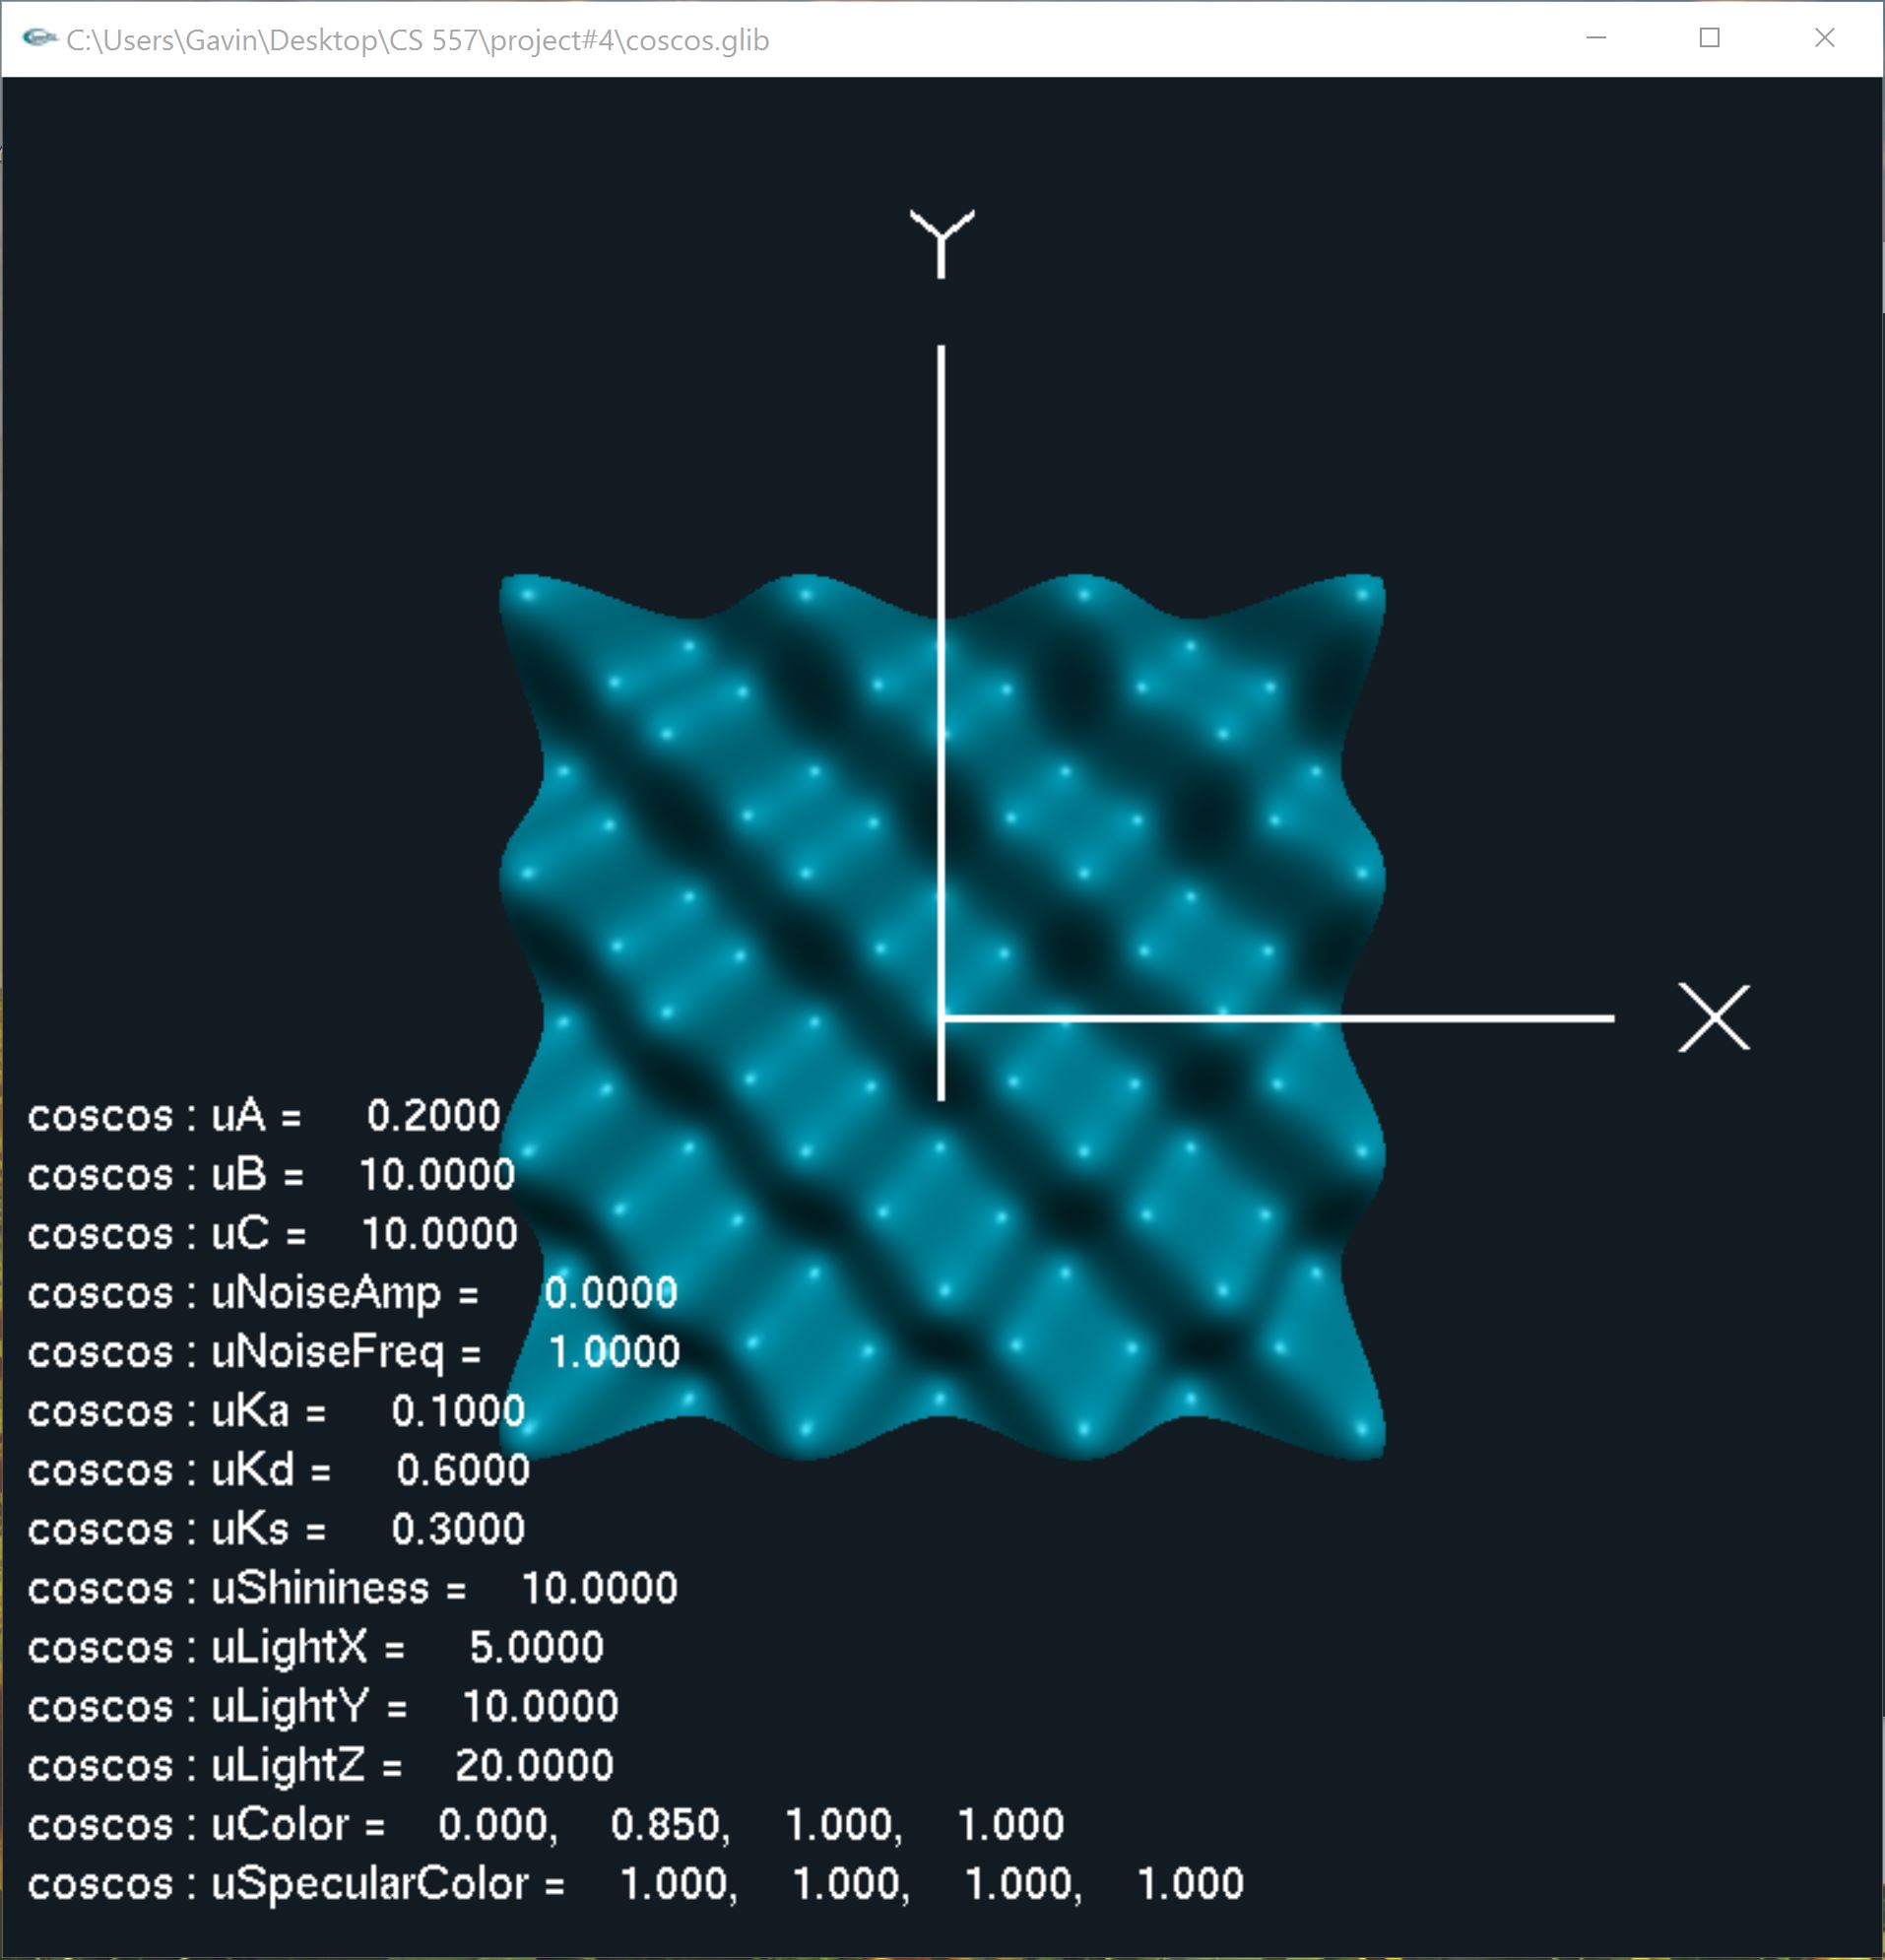 C:\Users\Gavin\Desktop\CS 557\project#4\coscos.glib
Y
X
coscos : uA = 0.2000
coscos : uB = 10.0000
coscos : uC = 10.0000
coscos : uNoiseAmp = 0.0000
coscos : uNoiseFreq = 1.0000
coscos : uKa = 0.1000
coscos : uKd = 0.6000
coscos : uKs = 0.3000
coscos : uShininess = 10.0000
coscos : uLightX = 5.0000
coscos : uLightY = 10.0000
coscos : uLightZ = 20.0000
coscos : uColor = 0.000, 0.850, 1.000, 1.000
coscos : uSpecularColor = 1.000, 1.000, 1.000, 1.000